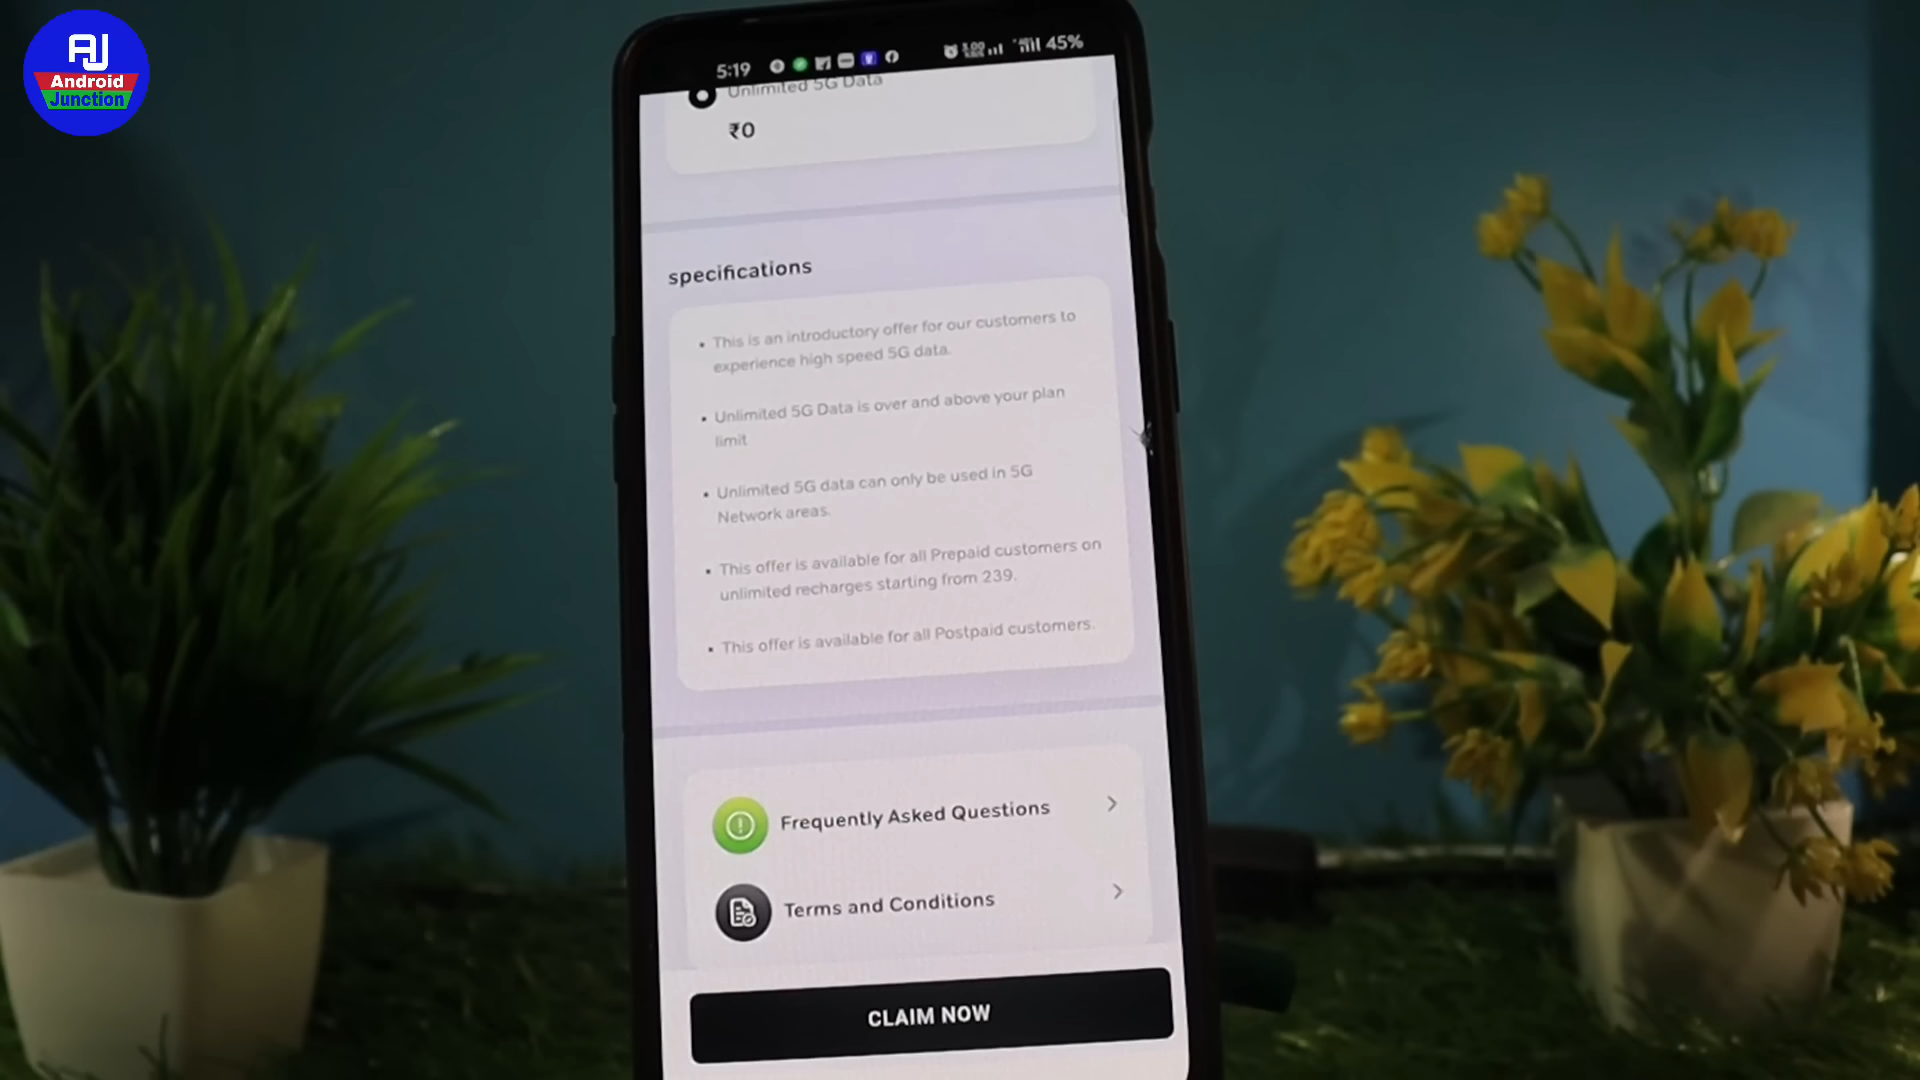 AJ
Android
Junction
5:19
45%
Unlimited 5G Data
₹0
specifications
• This is an introductory offer for our customers to
experience high speed 5G data.
• Unlimited 5G Data is over and above your plan
limit
• Unlimited 5G data can only be used in 5G
Network areas.
• This offer is available for all Prepaid customers on
unlimited recharges starting from 239.
• This offer is available for all Postpaid customers.
Frequently Asked Questions
Terms and Conditions
CLAIM NOW